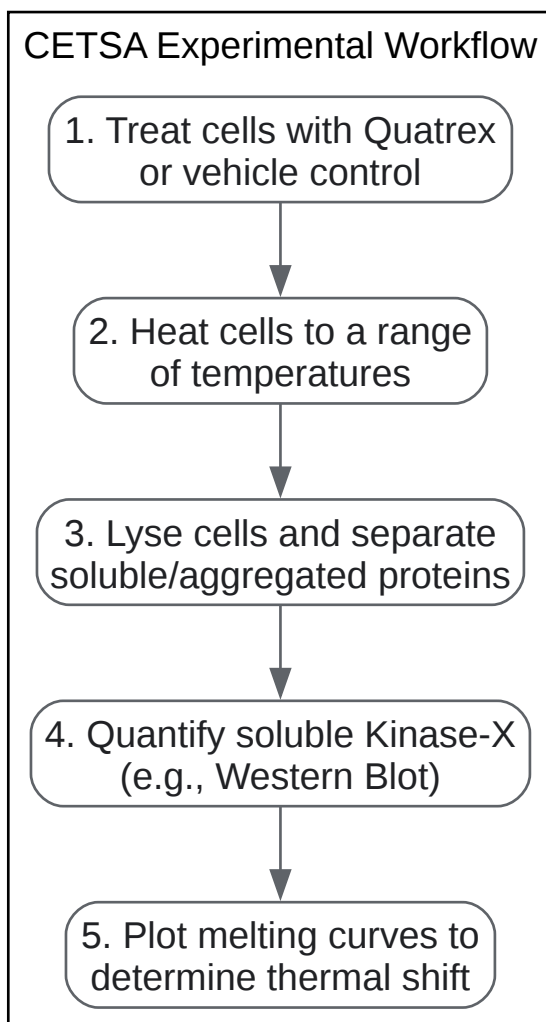 CETSA Experimental Workflow
1. Treat cells with Quatrex
or vehicle control
2. Heat cells to a range
of temperatures
3. Lyse cells and separate
soluble/aggregated proteins
4. Quantify soluble Kinase-X
(e.g., Western Blot)
5. Plot melting curves to
determine thermal shift